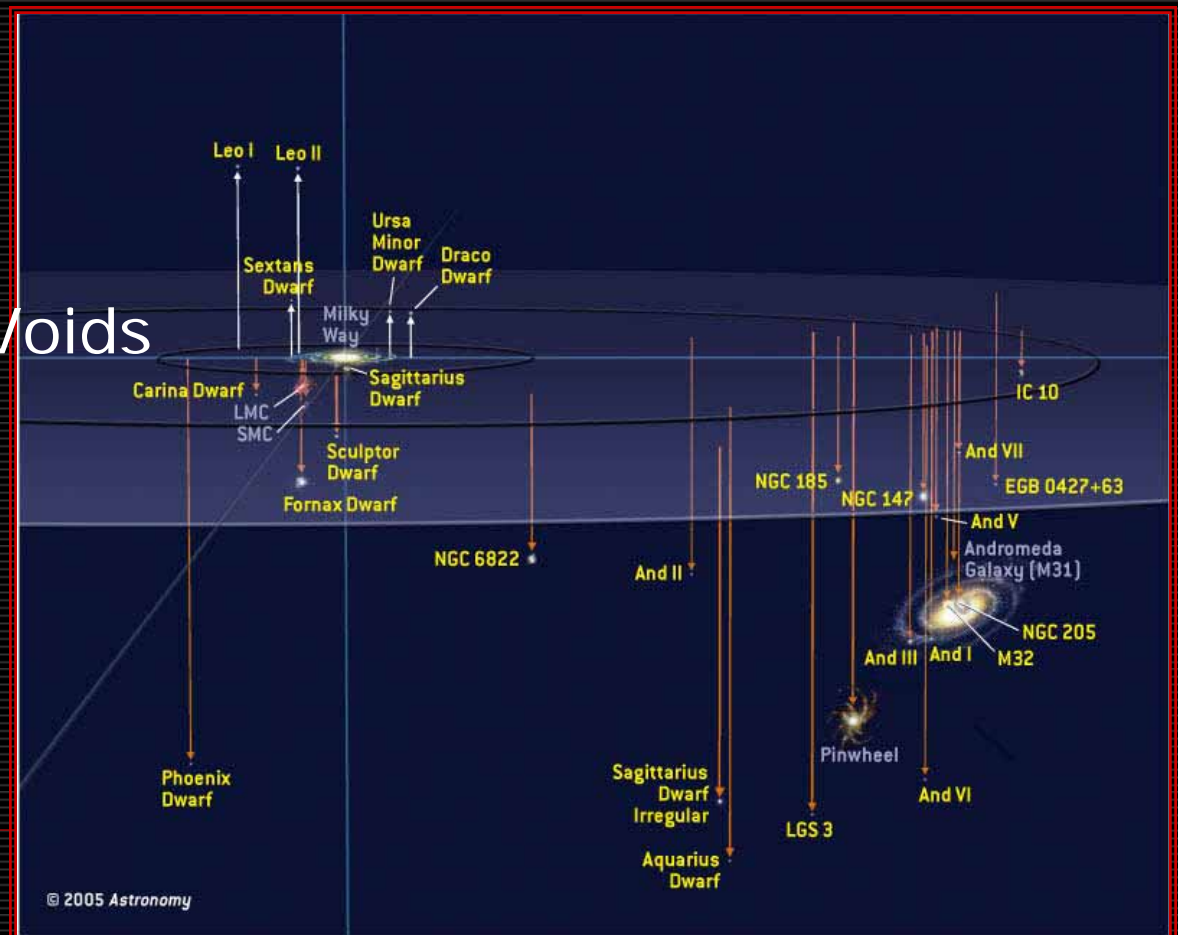 Leo I
Leo II
Ursa
Minor
Dwarf
Draco
Dwarf
Sextans
Dwarf
Milky
Way
Voids
Sagittarius
Dwarf
Carina Dwarf
LMC
SMC
IC 10
Sculptor
Dwarf
Fornax Dwarf
And VII
NGC 185
NGC 147
EGB 0427+63
And V
NGC 6822
And II
Andromeda
Galaxy (M31)
NGC 205
And III
And I
M32
Pinwheel
Phoenix
Dwarf
Sagittarius
Dwarf
Irregular
And VI
LGS 3
Aquarius
Dwarf
© 2005 Astronomy